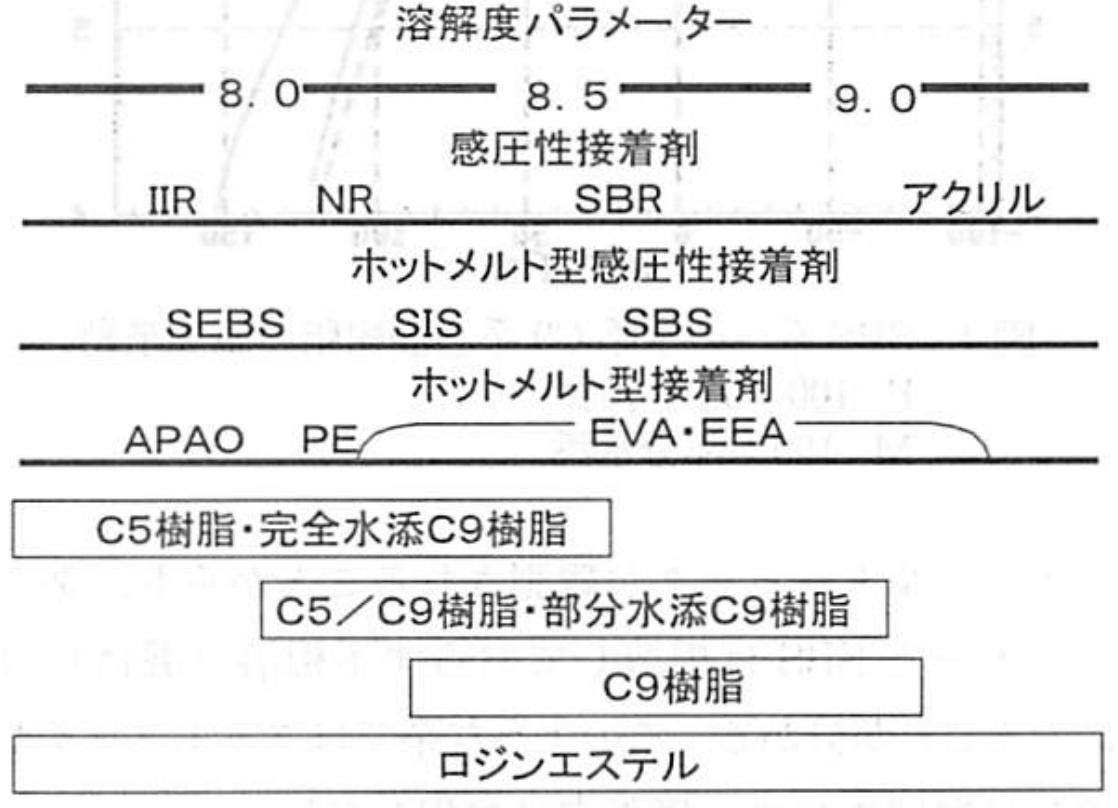 溶解度パラメーター
8.0 8.5 9.0
感圧性接着剤
IIR NR SBR アクリル
ホットメルト型感圧性接着剤
SEBS SIS SBS
ホットメルト型接着剤
APAO PE EVA・EEA
C5樹脂・完全水添C9樹脂
C5／C9樹脂・部分水添C9樹脂
C9樹脂
ロジンエステル